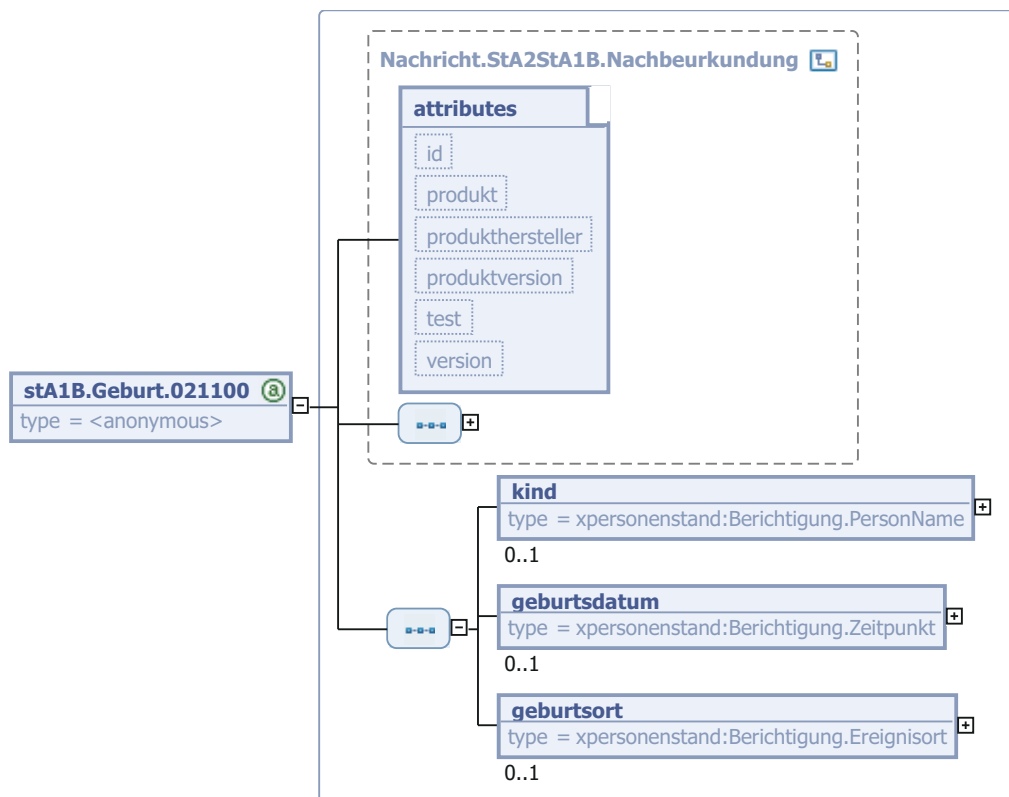 Nachricht.StA2StA1B.Nachbeurkundung
attributes
id
produkt
produkthersteller
produktversion
test
version
stA1B.Geburt.021100
type = <anonymous>
kind
type = xpersonenstand:Berichtigung.PersonName
0..1
geburtsdatum
type = xpersonenstand:Berichtigung.Zeitpunkt
0..1
geburtsort
type = xpersonenstand:Berichtigung.Ereignisort
0..1